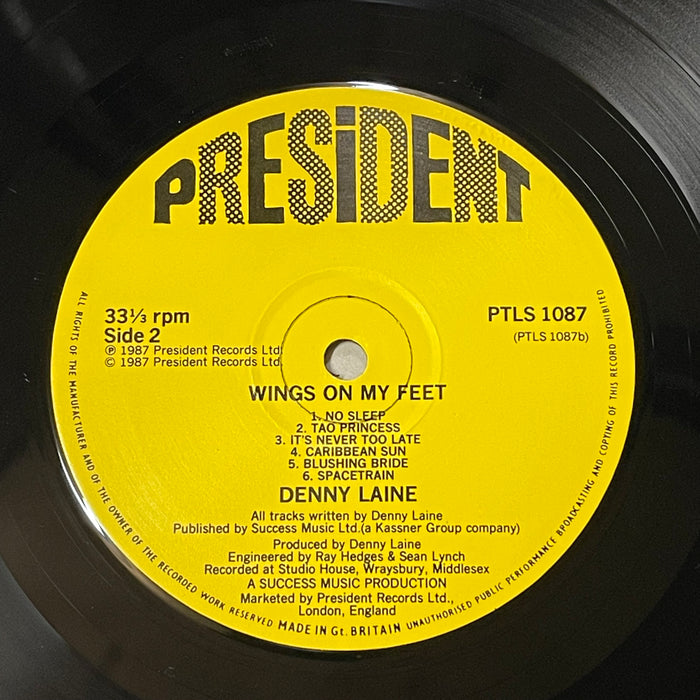 PRESiDENT
33⅓ rpm
Side 2
℗ 1987 President Records Ltd.
© 1987 President Records Ltd.
PTLS 1087
(PTLS 1087b)
WINGS ON MY FEET
1. NO SLEEP
2. TAO PRINCESS
3. IT'S NEVER TOO LATE
4. CARIBBEAN SUN
5. BLUSHING BRIDE
6. SPACETRAIN
DENNY LAINE
All tracks written by Denny Laine
Published by Success Music Ltd.(a Kassner Group company)
Produced by Denny Laine
Engineered by Ray Hedges & Sean Lynch
Recorded at Studio House, Wraysbury, Middlesex
A SUCCESS MUSIC PRODUCTION
Marketed by President Records Ltd.,
London, England
ALL RIGHTS OF THE MANUFACTURER AND OF THE OWNER OF THE RECORDED WORK RESERVED MADE IN Gt. BRITAIN UNAUTHORISED PUBLIC PERFORMANCE BROADCASTING AND COPYING OF THIS RECORD PROHIBITED